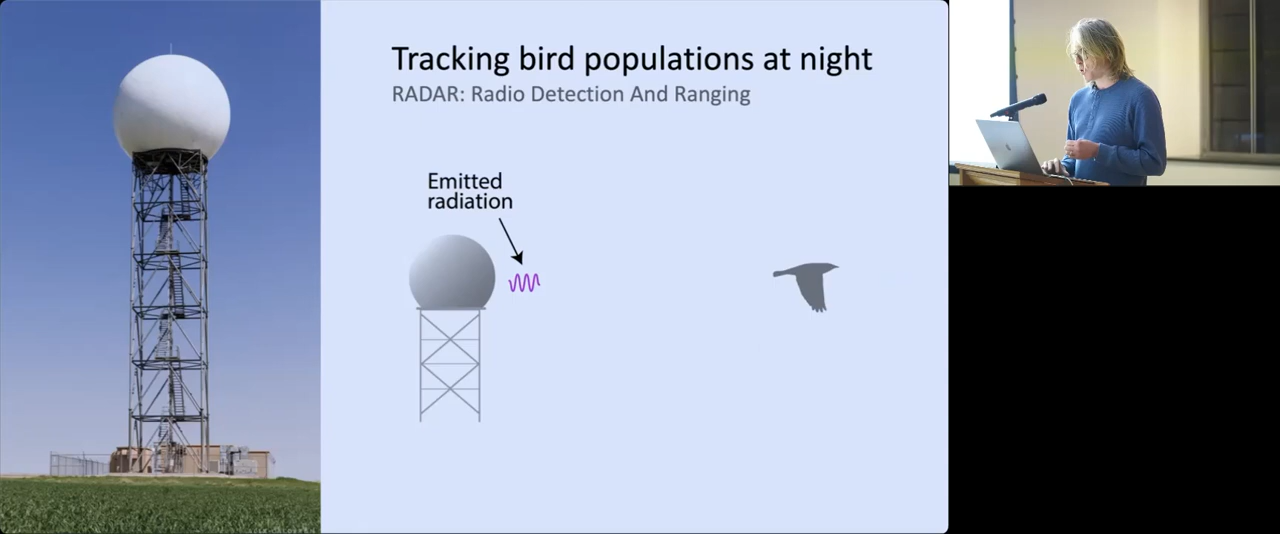 Tracking bird populations at night
RADAR: Radio Detection And Ranging
Emitted
radiation